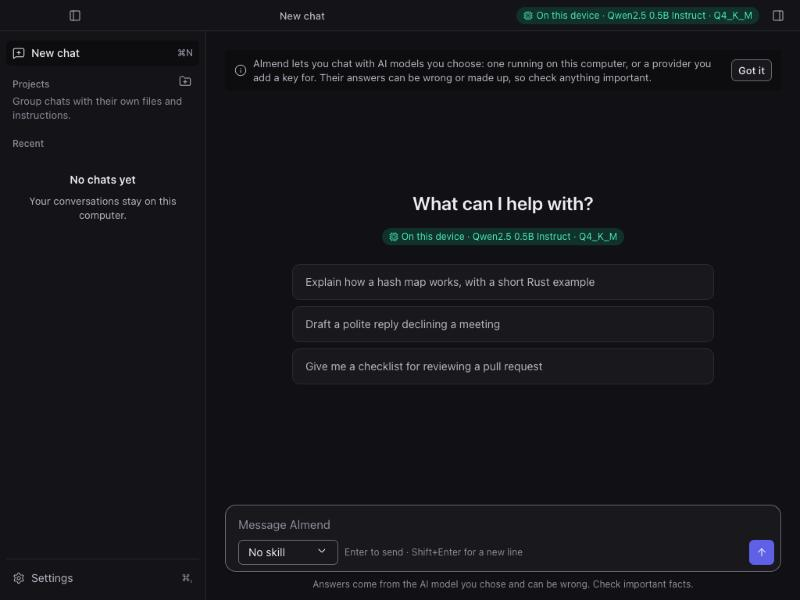 New chat
On this device · Qwen2.5 0.5B Instruct · Q4_K_M
New chat
⌘N
Projects
Group chats with their own files and
instructions.
Recent
No chats yet
Your conversations stay on this
computer.
Settings
⌘,
Almend lets you chat with AI models you choose: one running on this computer, or a provider you
add a key for. Their answers can be wrong or made up, so check anything important.
Got it
What can I help with?
On this device · Qwen2.5 0.5B Instruct · Q4_K_M
Explain how a hash map works, with a short Rust example
Draft a polite reply declining a meeting
Give me a checklist for reviewing a pull request
Message Almend
No skill
Enter to send · Shift+Enter for a new line
Answers come from the AI model you chose and can be wrong. Check important facts.